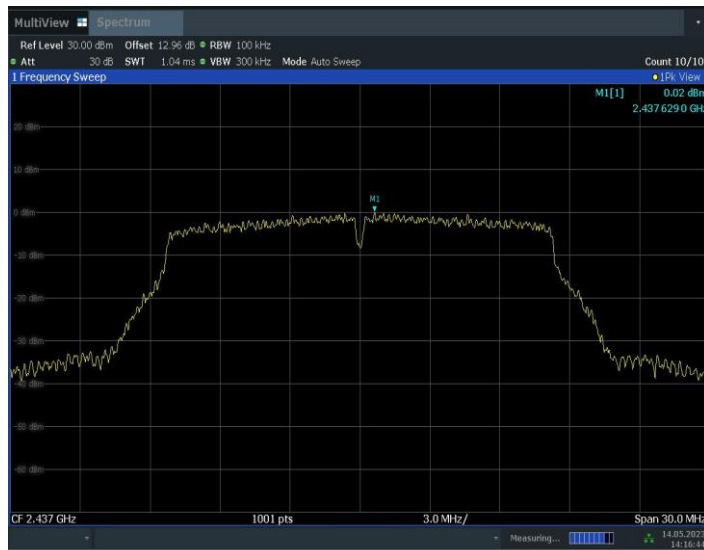 MultiView Spectrum
Ref Level 30.00 dBm Offset 12.96 dB RBW 100 kHz
Att 30 dB SWT 1.04 ms VBW 300 kHz Mode Auto Sweep Count 10/10
1 Frequency Sweep 1Pk View
M1[1] 0.02 dBm
2.4376290 GHz
20 dBm
10 dBm
M1
0 dBm
-10 dBm
-20 dBm
-30 dBm
-40 dBm
-50 dBm
-60 dBm
CF 2.437 GHz 1001 pts 3.0 MHz/ Span 30.0 MHz
Measuring... 14.05.2023
14:16:44